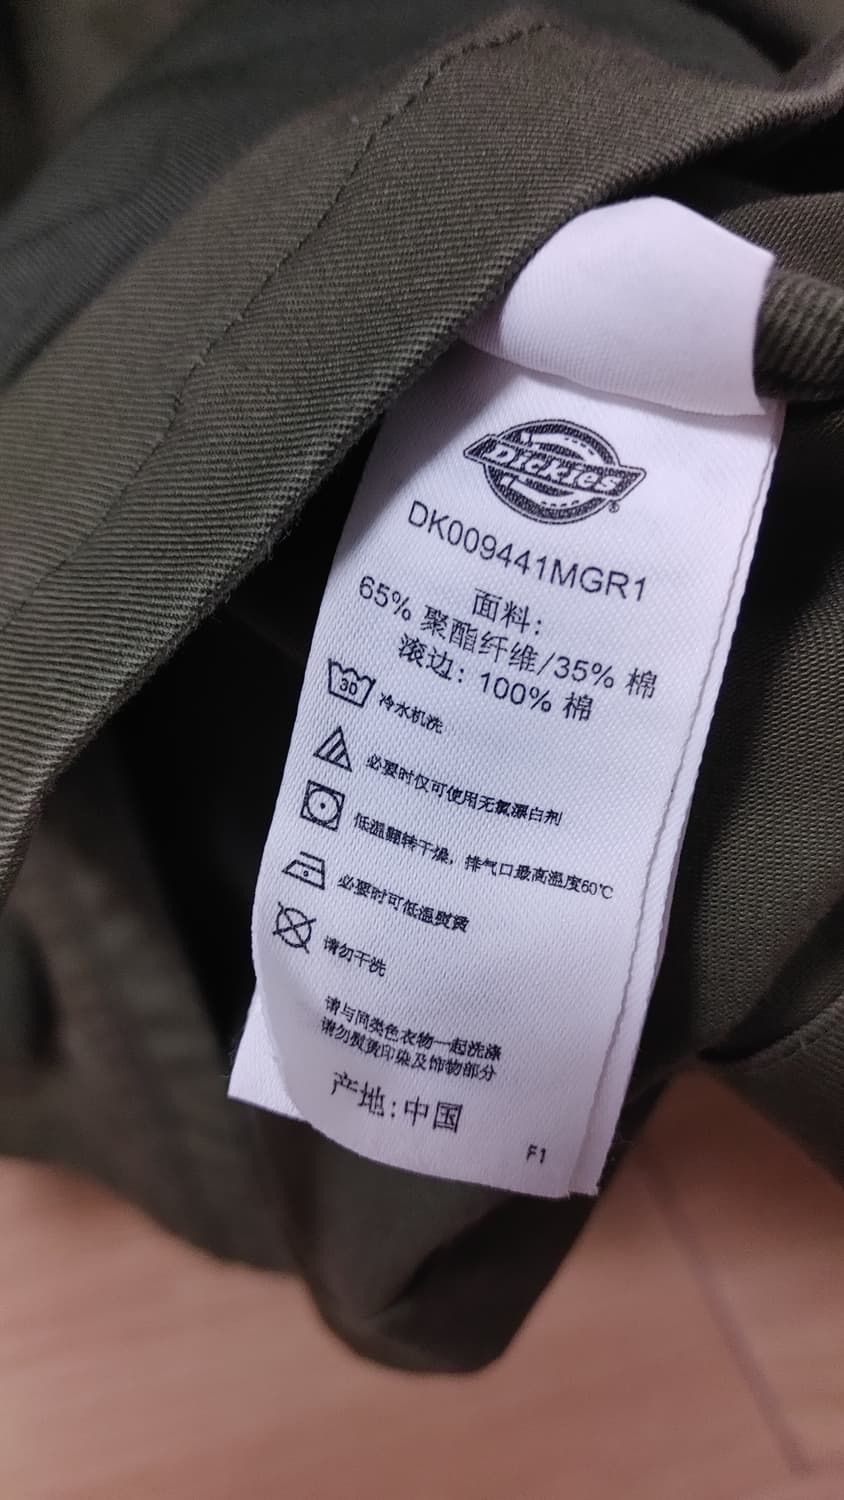 Dickies®
DK009441MGR1
面料:
65% 聚酯纤维/35% 棉
滚边: 100% 棉
30 冷水机洗
必要时仅可使用无氯漂白剂
低温翻转干燥，排气口最高温度60℃
必要时可低温熨烫
请勿干洗
请与同类色衣物一起洗涤
请勿熨烫印染及饰物部分
产地:中国
F1